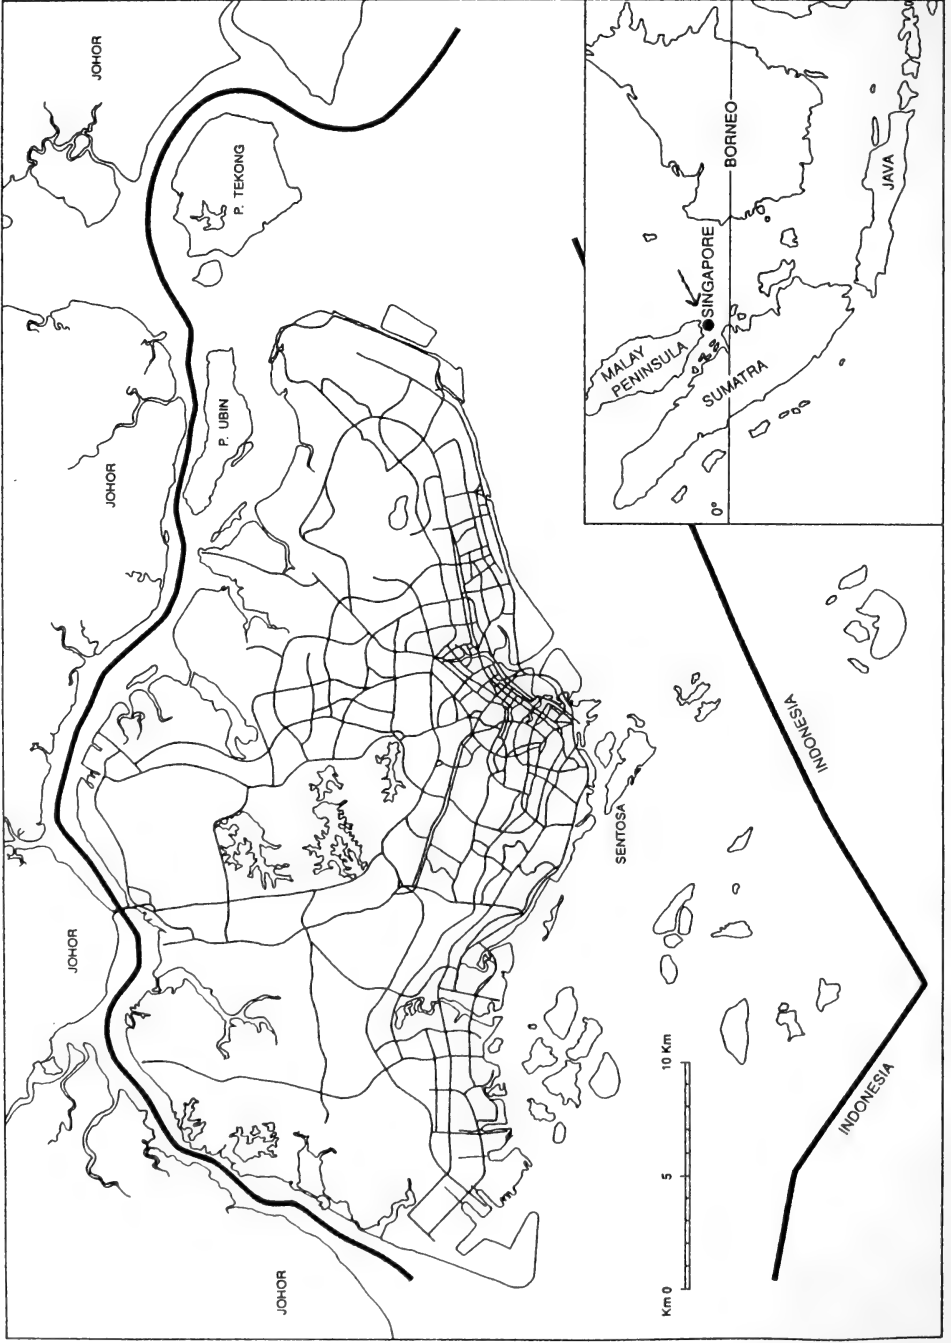 JOHOR
JOHOR
JOHOR
JOHOR
P. UBIN
P. TEKONG
SENTOSA
INDONESIA
INDONESIA
Km 0
5
10 Km
0°
MALAY
PENINSULA
SINGAPORE
SUMATRA
BORNEO
JAVA